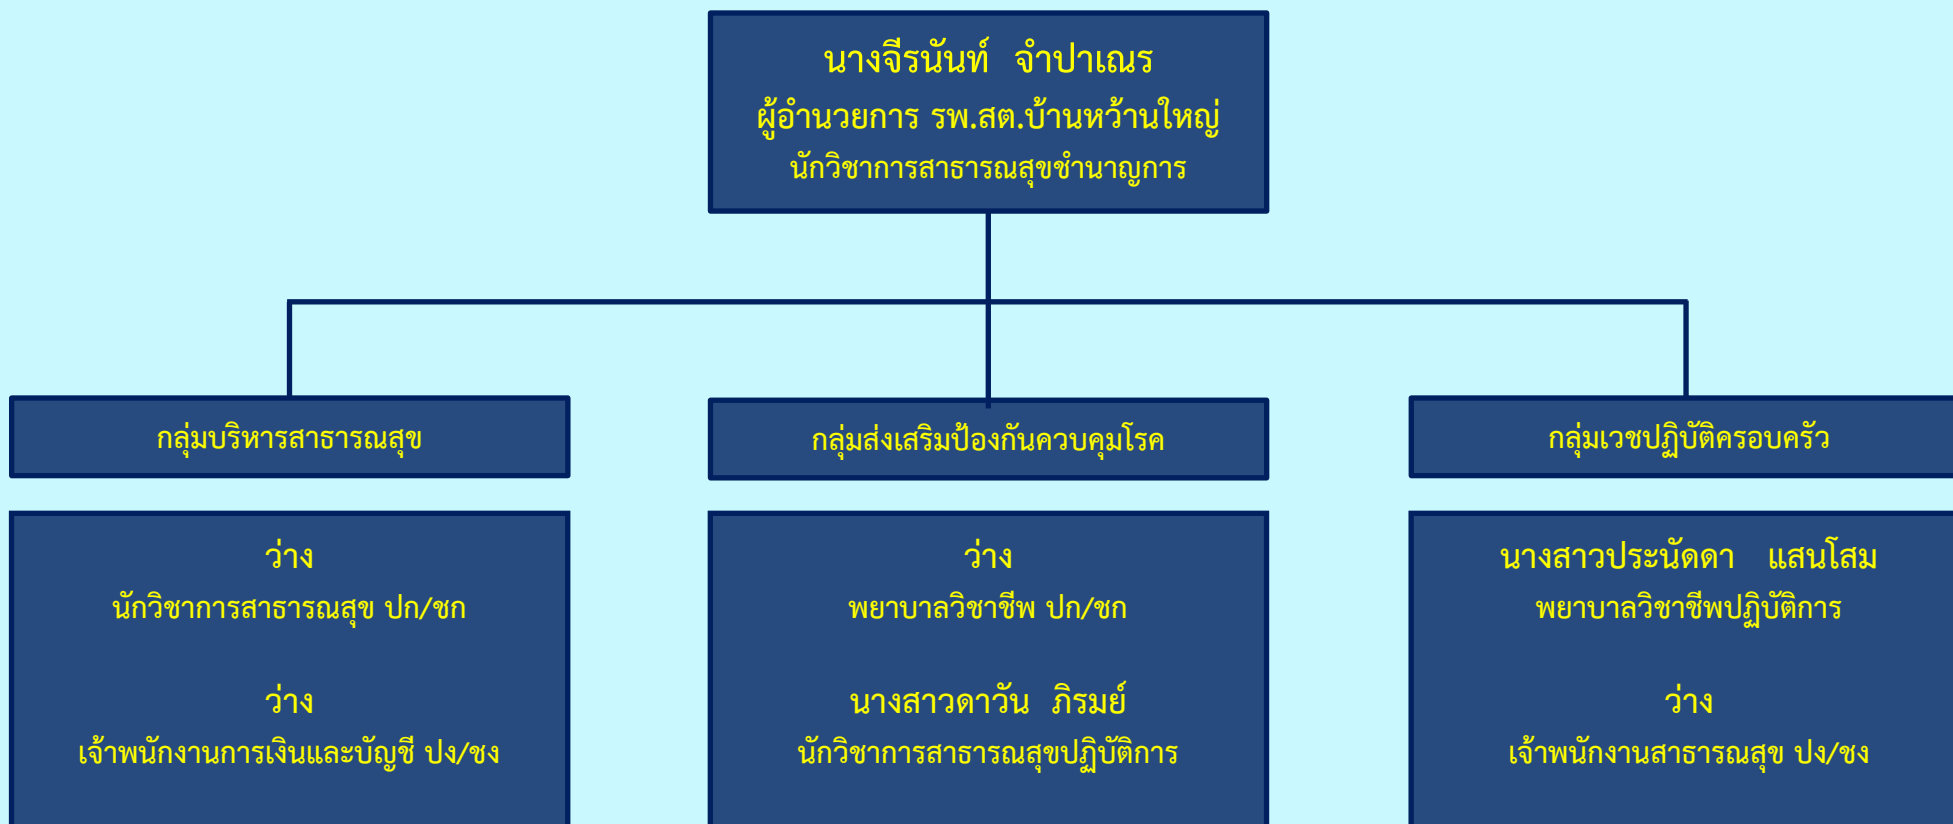 นางจีรนันท์ จำปาเณร
ผู้อำนวยการ รพ.สต.บ้านหว้านใหญ่
นักวิชาการสาธารณสุขชำนาญการ
กลุ่มบริหารสาธารณสุข
กลุ่มส่งเสริมป้องกันควบคุมโรค
กลุ่มเวชปฏิบัติครอบครัว
ว่าง
นักวิชาการสาธารณสุข ปก/ชก
ว่าง
เจ้าพนักงานการเงินและบัญชี ปง/ชง
ว่าง
พยาบาลวิชาชีพ ปก/ชก
นางสาวดาวัน ภิรมย์
นักวิชาการสาธารณสุขปฏิบัติการ
นางสาวประนัดดา แสนโสม
พยาบาลวิชาชีพปฏิบัติการ
ว่าง
เจ้าพนักงานสาธารณสุข ปง/ชง